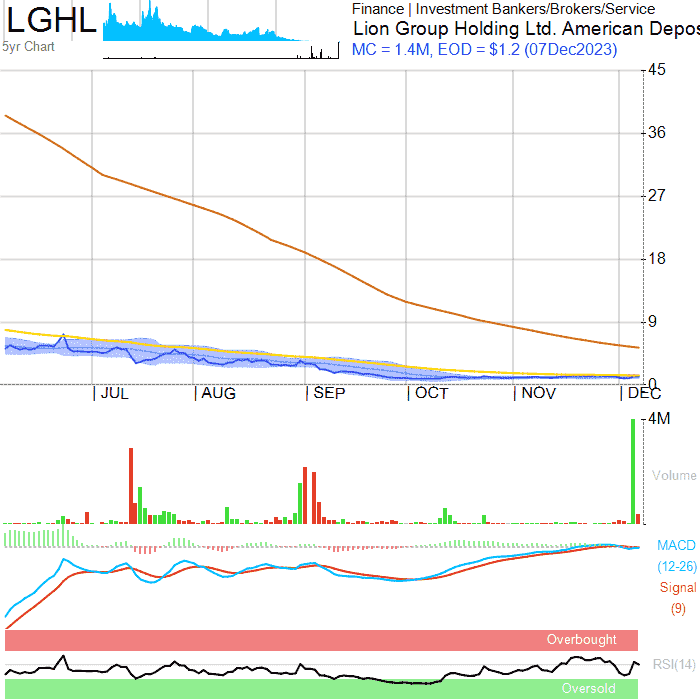 LGHL
5yr Chart
Finance | Investment Bankers/Brokers/Service
Lion Group Holding Ltd. American Depos
MC = 1.4M, EOD = $1.2 (07Dec2023)
45
36
27
18
9
0
JUL AUG SEP OCT NOV DEC
4M
Volume
MACD
(12-26)
Signal
(9)
Overbought
RSI(14)
Oversold